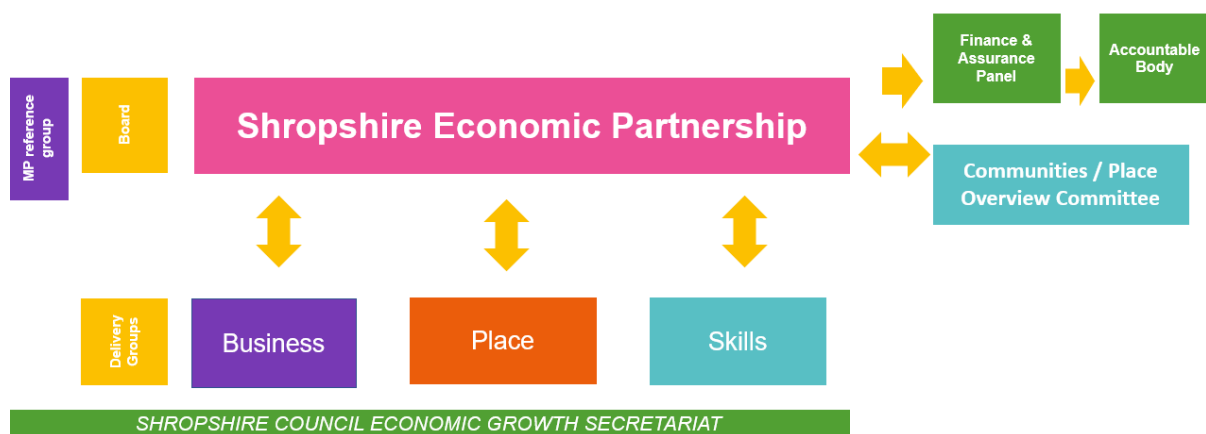 MP reference
group
Board
Shropshire Economic Partnership
Finance &
Assurance
Panel
Accountable
Body
Communities / Place
Overview Committee
Delivery
Groups
Business
Place
Skills
SHROPSHIRE COUNCIL ECONOMIC GROWTH SECRETARIAT